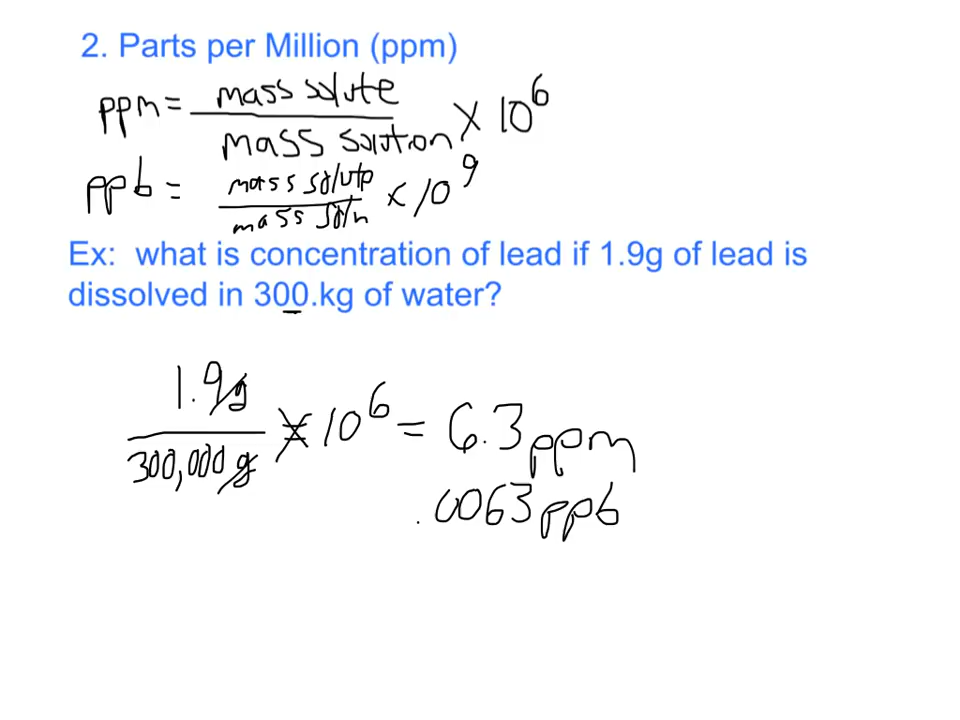 2. Parts per Million (ppm)
ppm = mass solute / mass solution × 10^6
ppb = mass solute / mass soln × 10^9
Ex: what is concentration of lead if 1.9g of lead is
dissolved in 300.kg of water?
1.9g / 300,000 g × 10^6 = 6.3 ppm
.0063 ppb